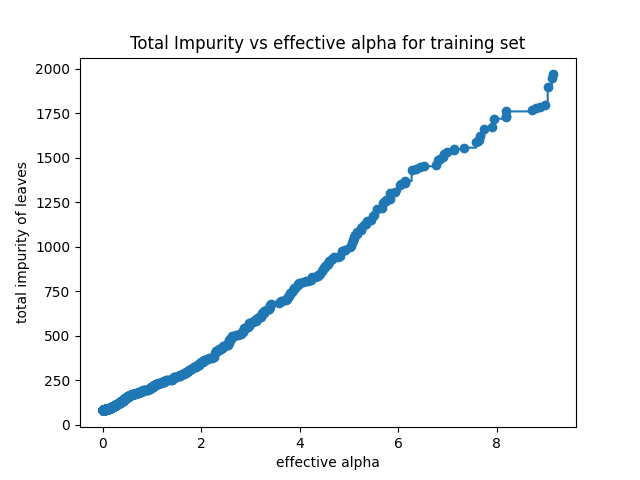 Total Impurity vs effective alpha for training set
2000
1750
1500
1250
1000
750
500
250
0
total impurity of leaves
0 2 4 6 8
effective alpha